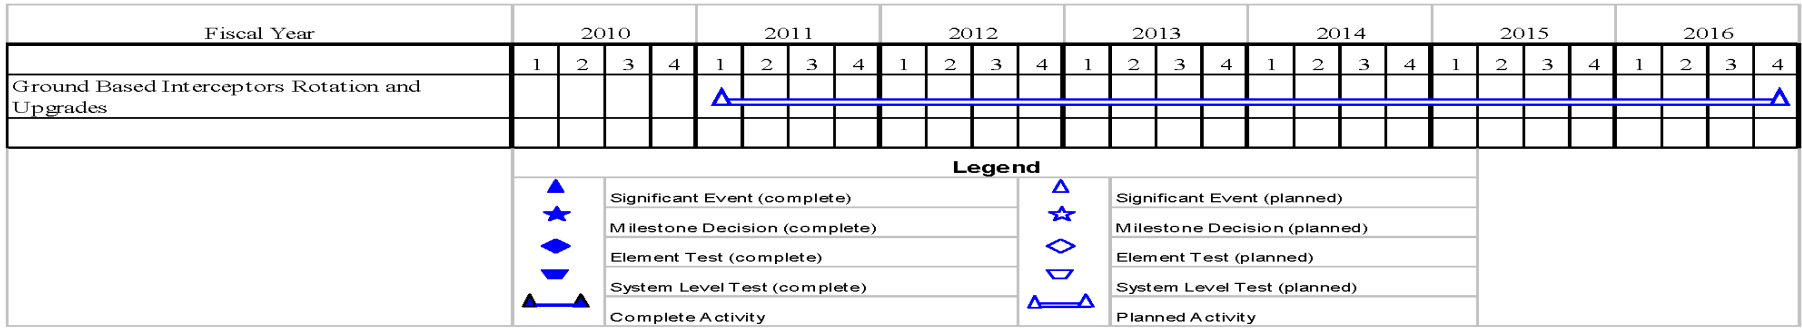 Fiscal Year 2010 2011 2012 2013 2014 2015 2016
1 2 3 4 1 2 3 4 1 2 3 4 1 2 3 4 1 2 3 4 1 2 3 4 1 2 3 4
Ground Based Interceptors Rotation and
Upgrades
Legend
Significant Event (complete) Significant Event (planned)
Milestone Decision (complete) Milestone Decision (planned)
Element Test (complete) Element Test (planned)
System Level Test (complete) System Level Test (planned)
Complete Activity Planned Activity